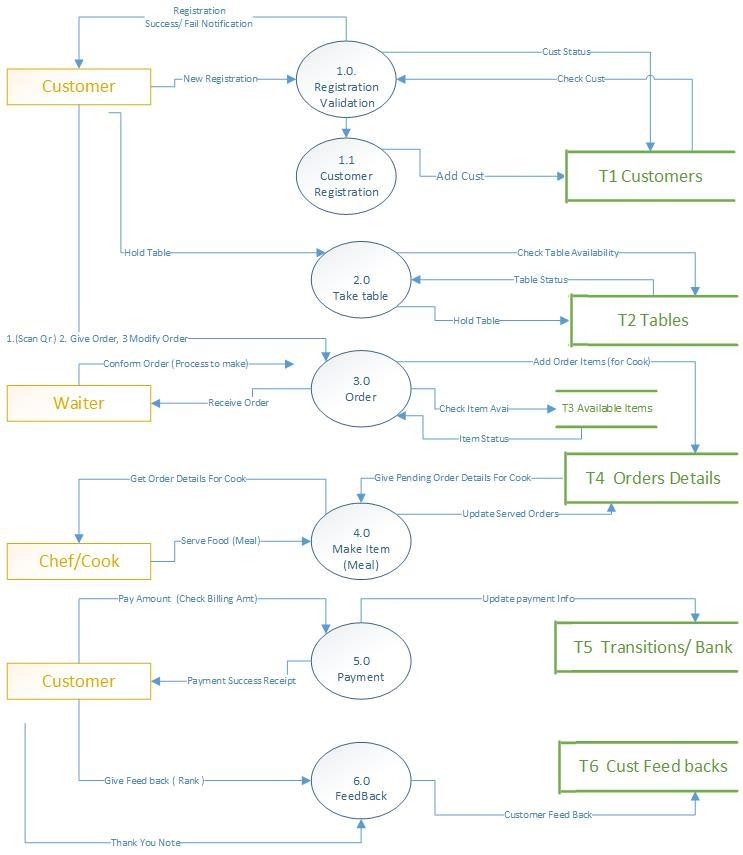 Registration
Success/ Fail Notification
Cust Status
1.0.
Registration
Validation
Customer
New Registration
Check Cust
1.1
Customer
Registration
Add Cust
T1 Customers
Hold Table
Check Table Availability
2.0
Take table
Table Status
Hold Table
T2 Tables
1.(Scan Qr) 2. Give Order, 3 Modify Order
Conform Order (Process to make)
Add Order Items (for Cook)
3.0
Order
Waiter
Receive Order
Check Item Avai
T3 Available Items
Item Status
Get Order Details For Cook
Give Pending Order Details For Cook
T4 Orders Details
Update Served Orders
4.0
Make Item
(Meal)
Serve Food (Meal)
Chef/Cook
Pay Amount (Check Billing Amt)
Update payment Info
5.0
Payment
T5 Transitions/ Bank
Customer
Payment Success Receipt
T6 Cust Feed backs
Give Feed back ( Rank )
6.0
FeedBack
Customer Feed Back
Thank You Note